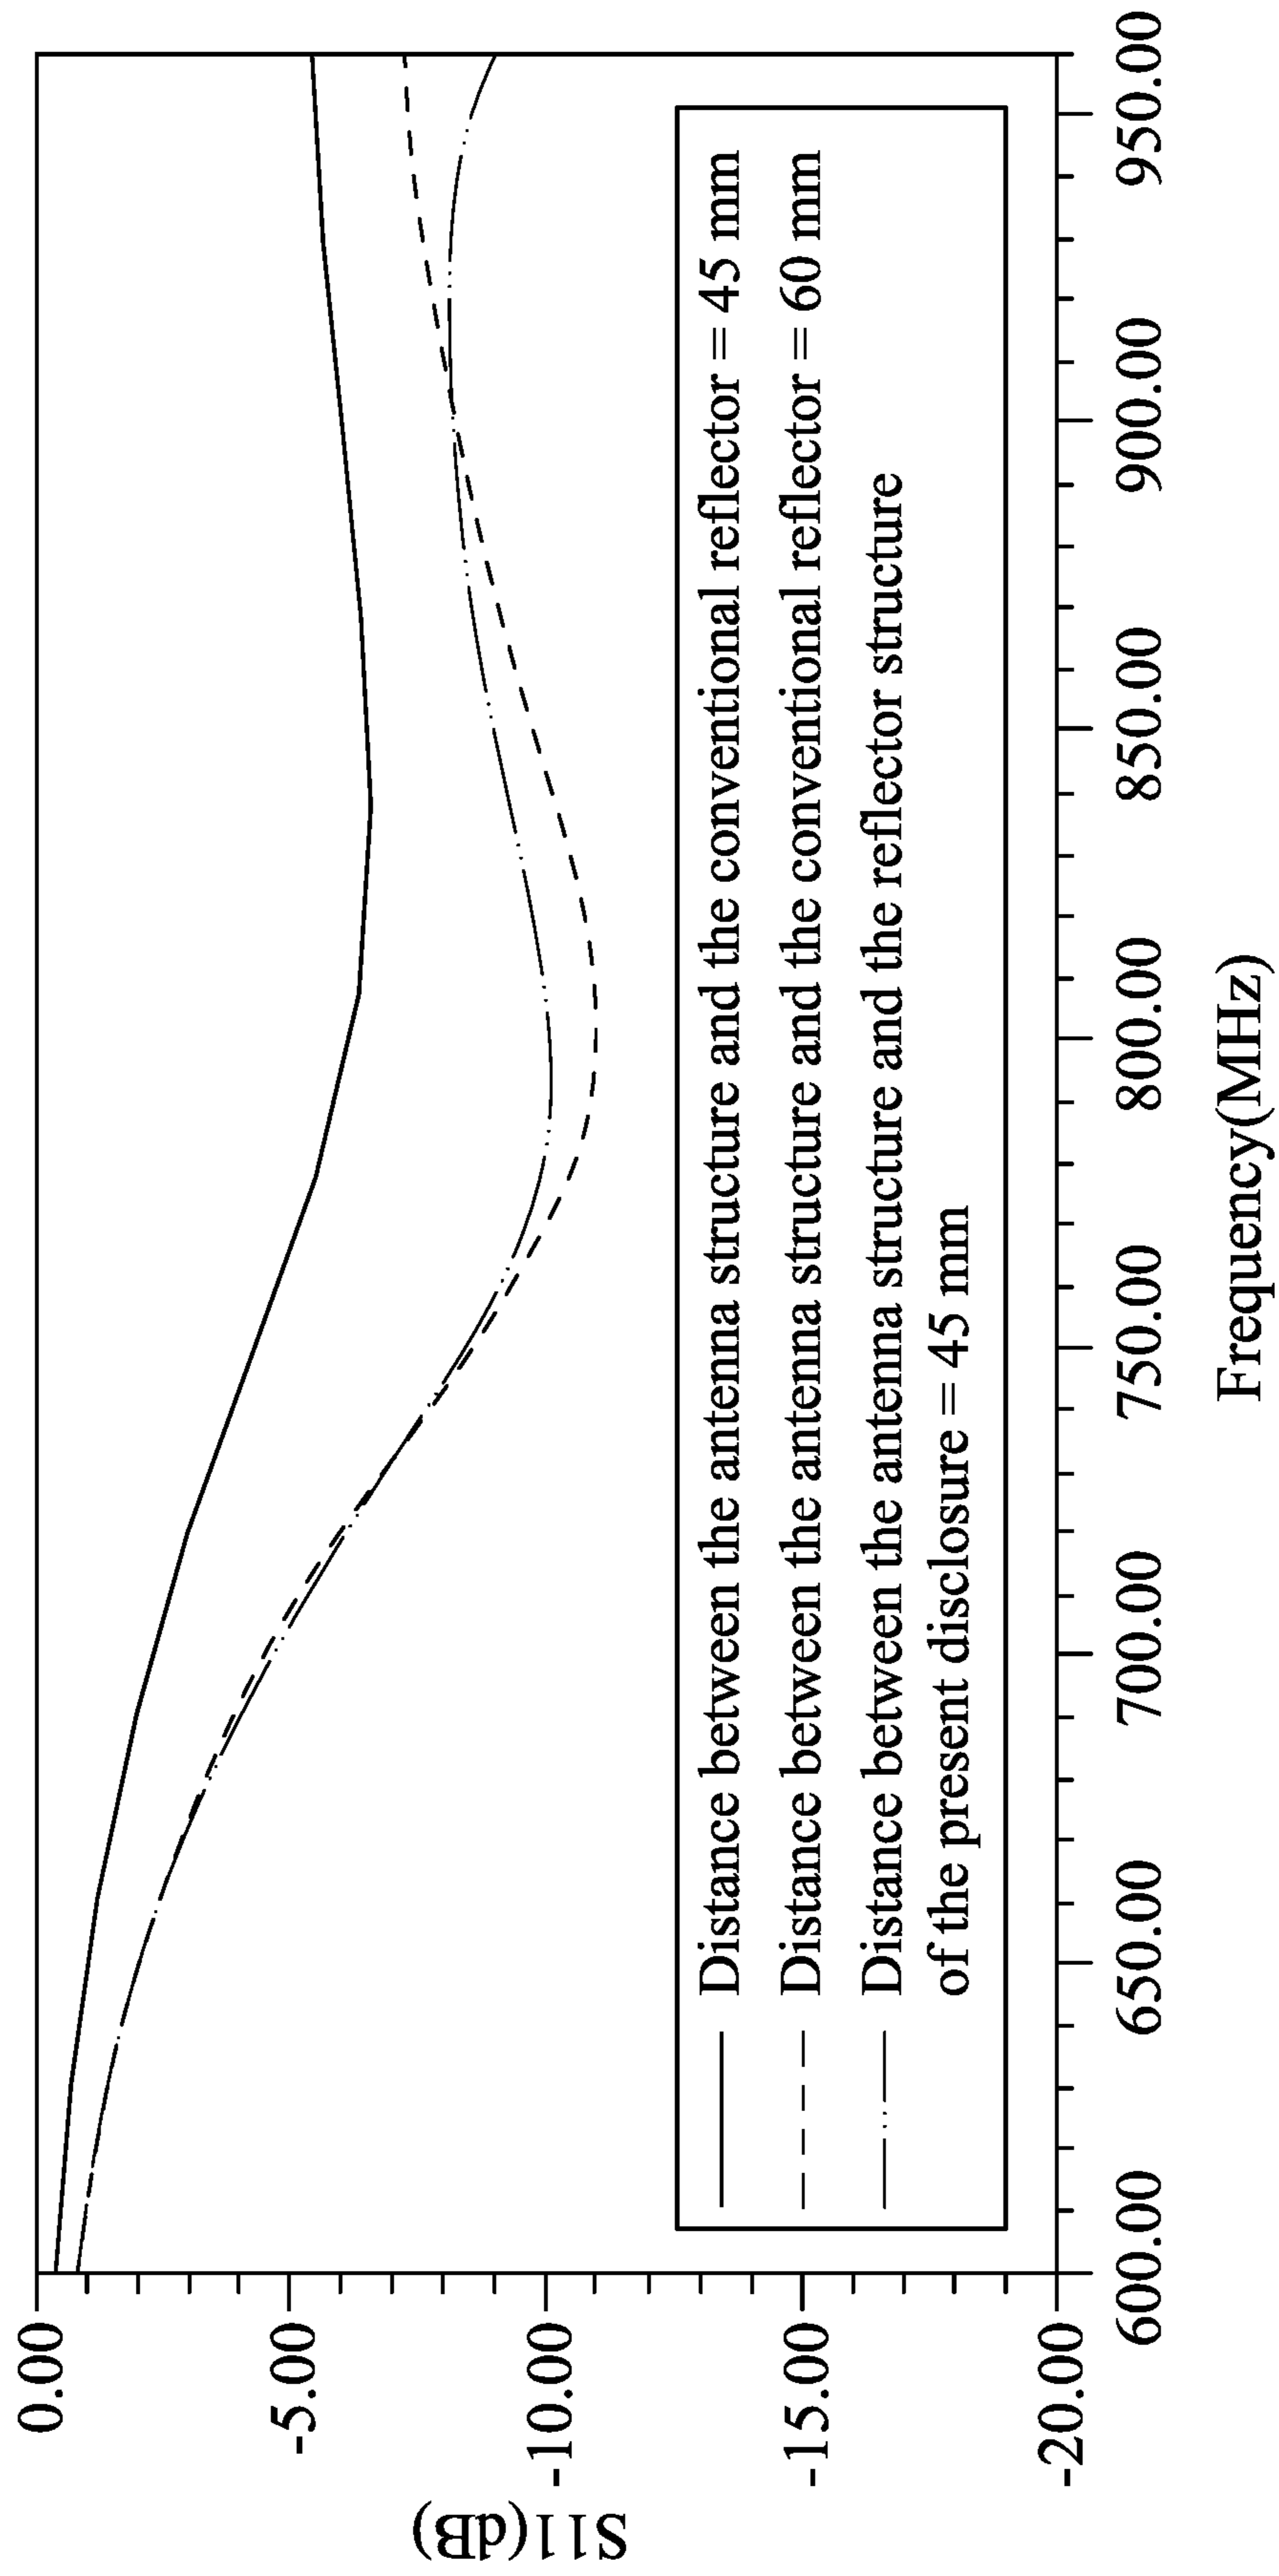 0.00
-5.00
-10.00
-15.00
-20.00
S11(dB)
Distance between the antenna structure and the conventional reflector = 45 mm
Distance between the antenna structure and the conventional reflector = 60 mm
Distance between the antenna structure and the reflector structure
of the present disclosure = 45 mm
600.00
650.00
700.00
750.00
800.00
850.00
900.00
950.00
Frequency(MHz)